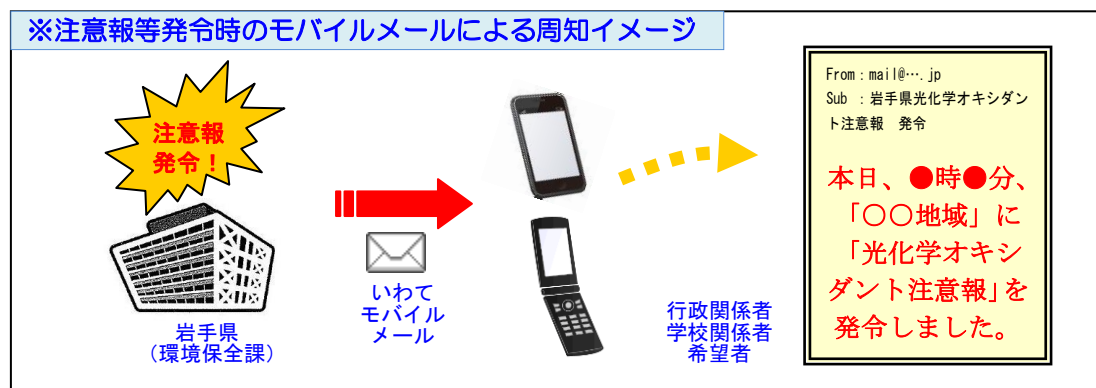 ※注意報等発令時のモバイルメールによる周知イメージ
注意報
発令！
岩手県
（環境保全課）
いわて
モバイル
メール
行政関係者
学校関係者
希望者
From：mail@….jp
Sub ：岩手県光化学オキシダン
ト注意報　発令
本日、●時●分、
「〇〇地域」に
「光化学オキシ
ダント注意報」を
発令しました。